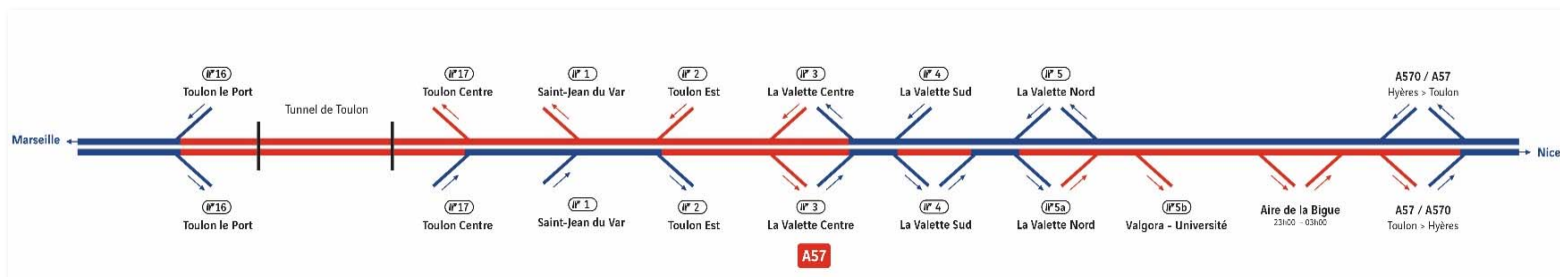 n°16
Toulon le Port
Tunnel de Toulon
n°17
Toulon Centre
n° 1
Saint-Jean du Var
n° 2
Toulon Est
n° 3
La Valette Centre
n° 4
La Valette Sud
n° 5
La Valette Nord
A570 / A57
Hyères > Toulon
Marseille
Nice
n°16
Toulon le Port
n°17
Toulon Centre
n° 1
Saint-Jean du Var
n° 2
Toulon Est
n° 3
La Valette Centre
n° 4
La Valette Sud
n°5a
La Valette Nord
n°5b
Valgora - Université
Aire de la Bigue
23h00 - 03h00
A57 / A570
Toulon > Hyères
A57